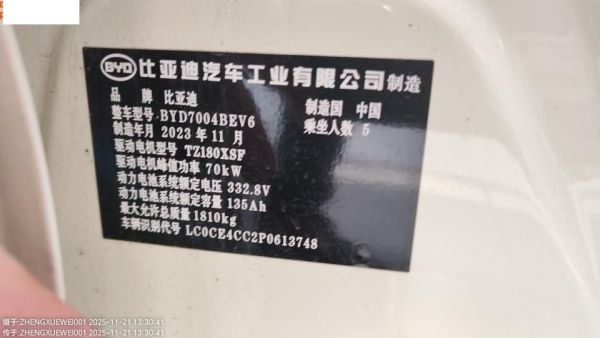 BYD 比亚迪汽车工业有限公司 制造
品 牌 比亚迪 制造国 中国
整车型号 BYD7004BEV6 乘坐人数 5
制造年月 2023 年 11 月
驱动电机型号 TZ180XSF
驱动电机峰值功率 70kW
动力电池系统额定电压 332.8V
动力电池系统额定容量 135Ah
最大允许总质量 1810kg
车辆识别代号 LC0CE4CC2P0613748
摄于:ZHENGXUEWEI001 2025-11-21 13:30:41
传于:ZHENGXUEWEI001 2025-11-21 13:30:41